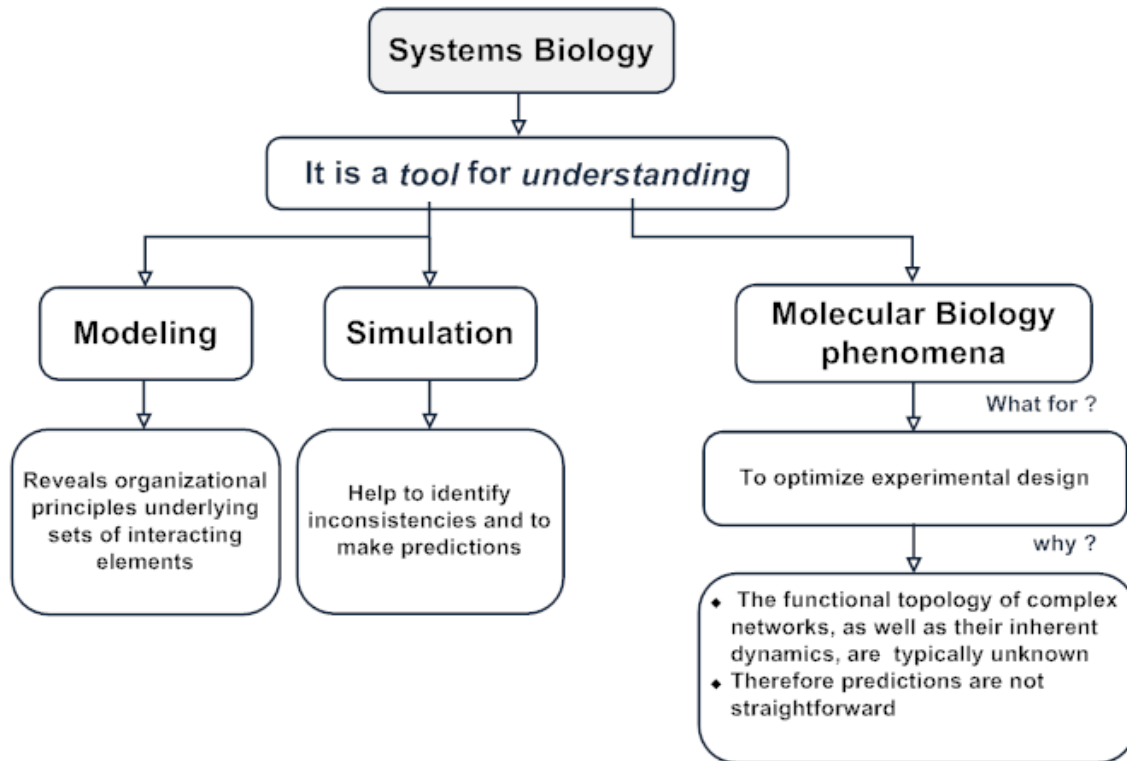 Systems Biology
It is a tool for understanding
Modeling
Simulation
Molecular Biology
phenomena
What for ?
Reveals organizational
principles underlying
sets of interacting
elements
Help to identify
inconsistencies and to
make predictions
To optimize experimental design
why ?
◆ The functional topology of complex
networks, as well as their inherent
dynamics, are typically unknown
◆ Therefore predictions are not
straightforward